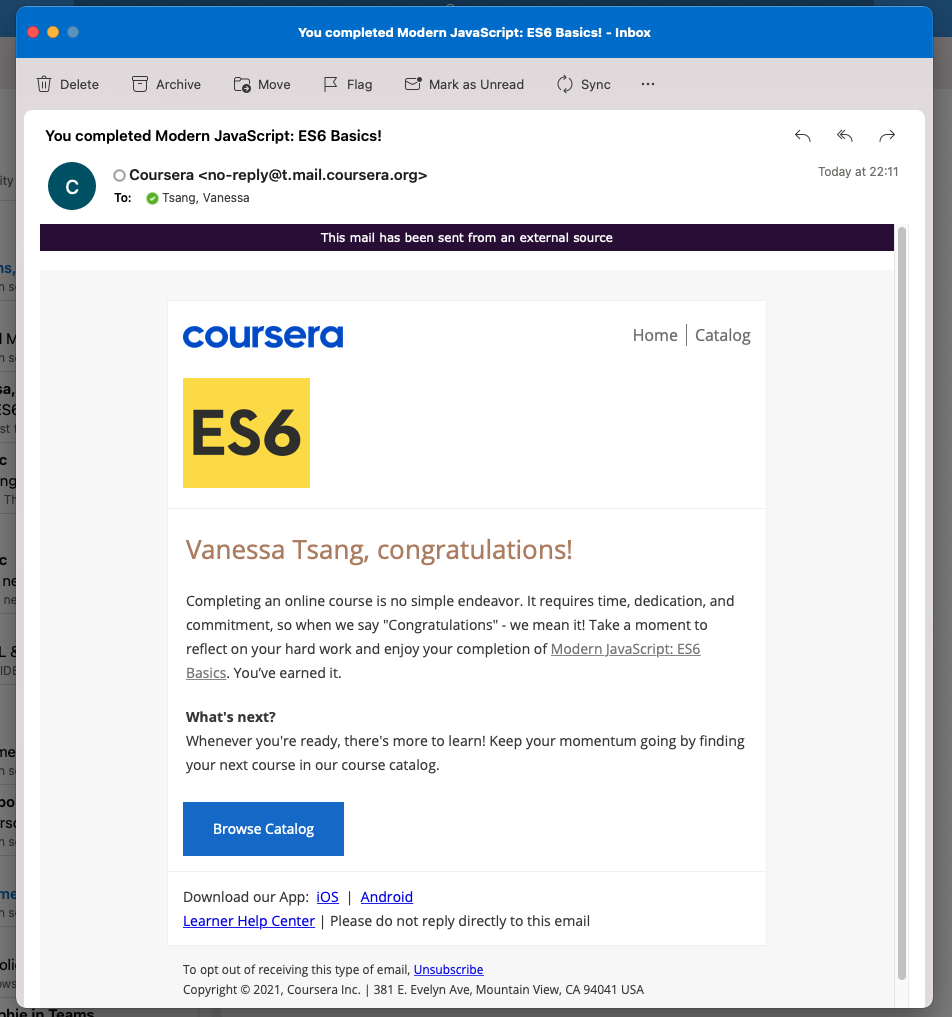 You completed Modern JavaScript: ES6 Basics! - Inbox
Delete Archive Move Flag Mark as Unread Sync ...
You completed Modern JavaScript: ES6 Basics!
C
Coursera <no-reply@t.mail.coursera.org>
Today at 22:11
To: Tsang, Vanessa
This mail has been sent from an external source
coursera
Home | Catalog
ES6
Vanessa Tsang, congratulations!
Completing an online course is no simple endeavor. It requires time, dedication, and
commitment, so when we say "Congratulations" - we mean it! Take a moment to
reflect on your hard work and enjoy your completion of Modern JavaScript: ES6
Basics. You’ve earned it.
What's next?
Whenever you're ready, there's more to learn! Keep your momentum going by finding
your next course in our course catalog.
Browse Catalog
Download our App: iOS | Android
Learner Help Center | Please do not reply directly to this email
To opt out of receiving this type of email, Unsubscribe
Copyright © 2021, Coursera Inc. | 381 E. Evelyn Ave, Mountain View, CA 94041 USA